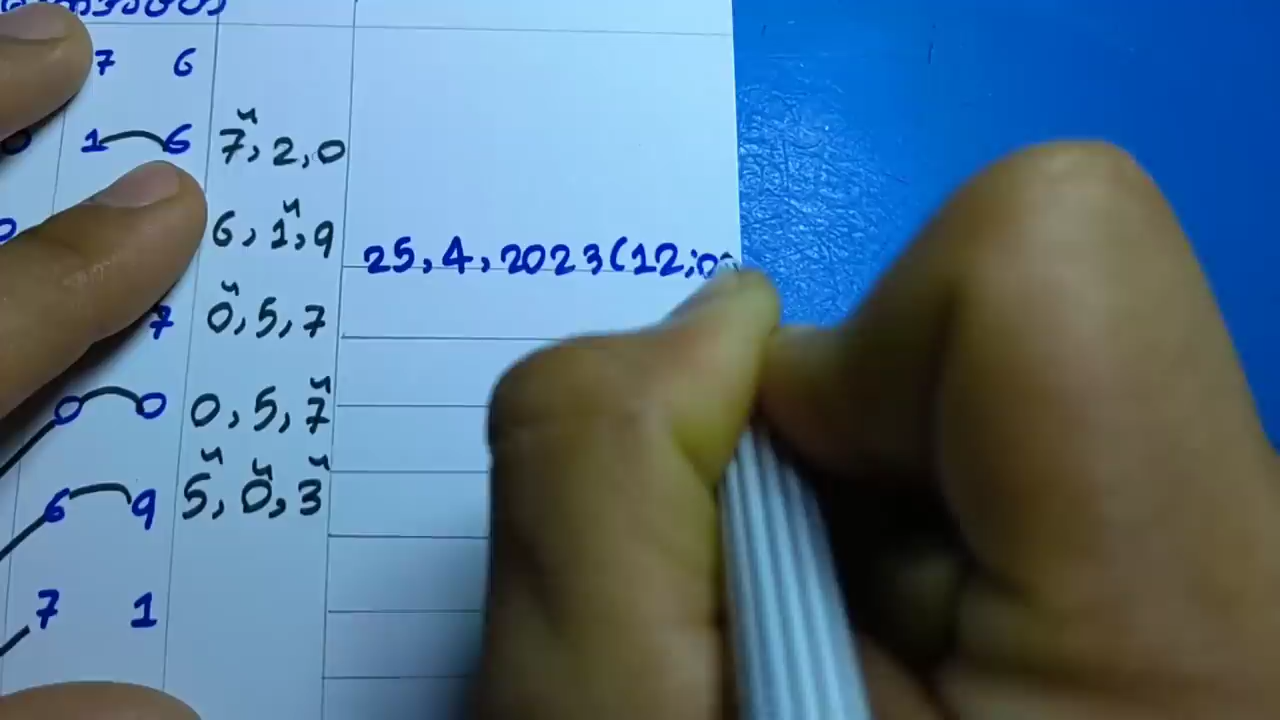 7 6
1 6 7, 2, 0
6, 1, 9
25, 4, 2023 (12:0
7 0, 5, 7
0 0 0, 5, 7
6 9 5, 0, 3
7 1